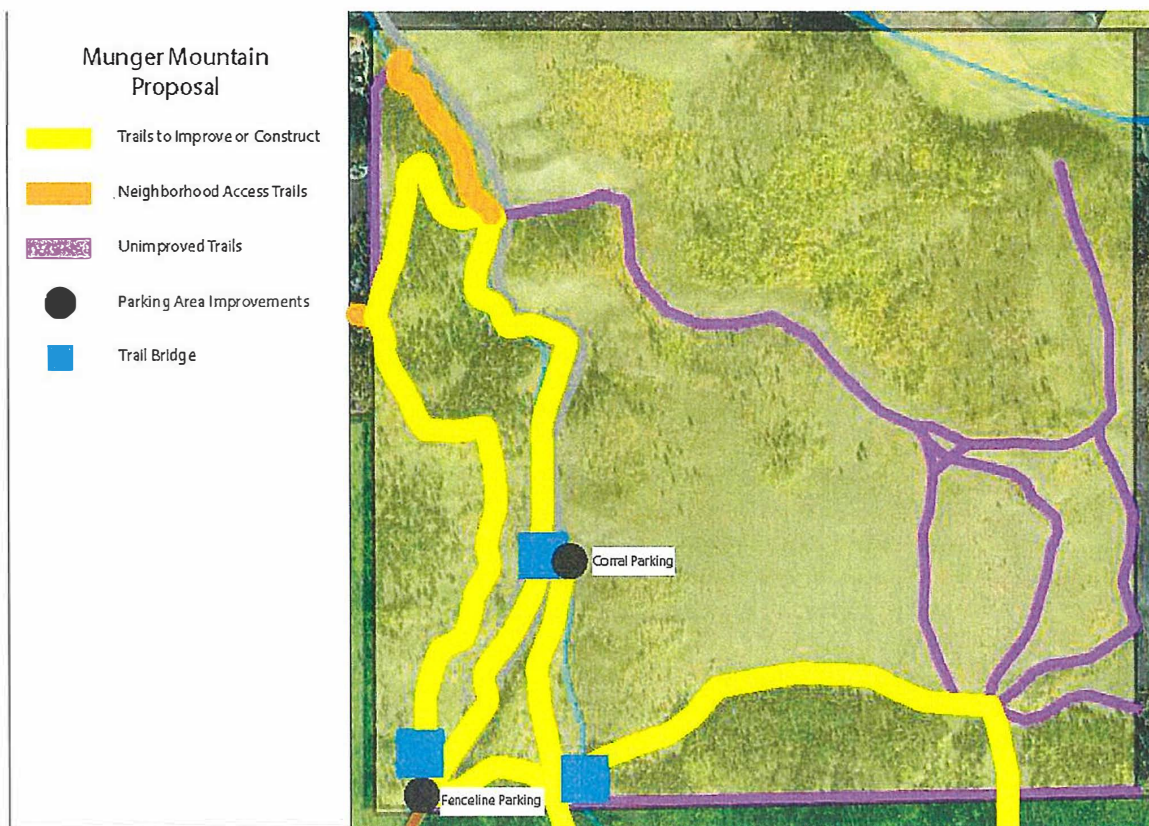 Munger Mountain
Proposal
Trails to Improve or Construct
Neighborhood Access Trails
Unimproved Trails
Parking Area Improvements
Trail Bridge
Corral Parking
Fenceline Parking